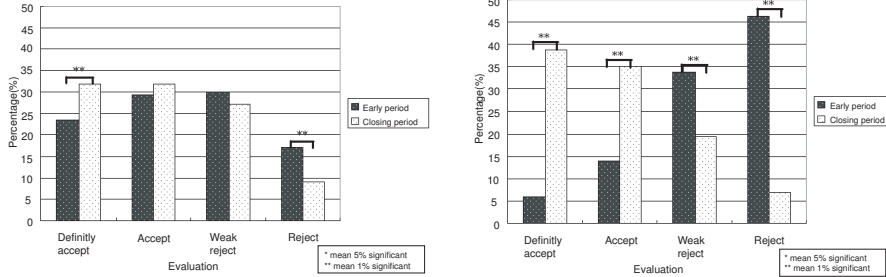 50
45
40
35
30
25
20
15
10
5
0
Percentage(%)
**
**
Definitly
accept
Accept
Weak
reject
Reject
Evaluation
Early period
Closing period
* mean 5% significant
** mean 1% significant
50
45
40
35
30
25
20
15
10
5
0
Percentage(%)
**
**
**
**
Definitly
accept
Accept
Weak
reject
Reject
Evaluation
Early period
Closing period
* mean 5% significant
** mean 1% significant